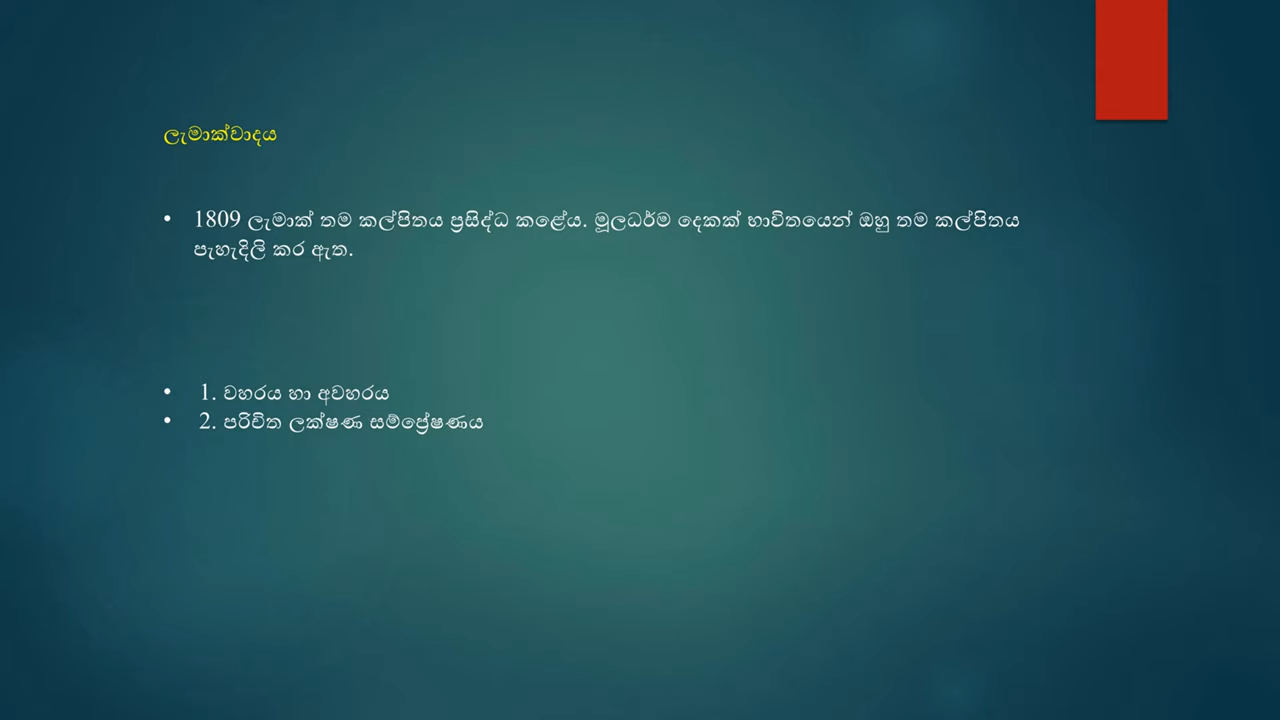 ලැමාක්වාදය
• 1809 ලැමාක් තම කල්පිතය ප්‍රසිද්ධ කළේය. මූලධර්ම දෙකක් භාවිතයෙන් ඔහු තම කල්පිතය
පැහැදිලි කර ඇත.
• 1. වහරය හා අවහරය
• 2. පරිචිත ලක්ෂණ සම්ප්‍රේෂණය